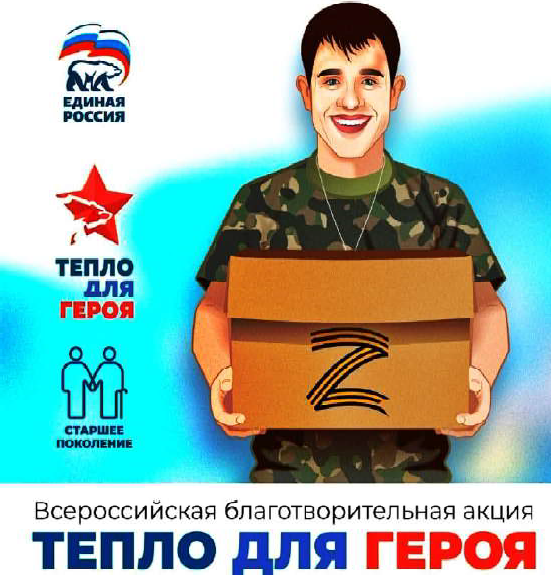 ЕДИНАЯ
РОССИЯ
ТЕПЛО
ДЛЯ
ГЕРОЯ
Z
СТАРШЕЕ
ПОКОЛЕНИЕ
Всероссийская благотворительная акция
ТЕПЛО ДЛЯ ГЕРОЯ